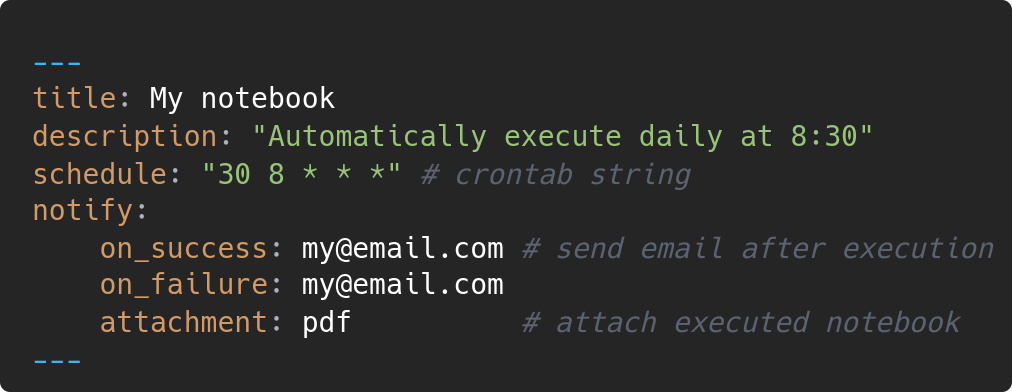 ---
title: My notebook
description: "Automatically execute daily at 8:30"
schedule: "30 8 * * *" # crontab string
notify:
    on_success: my@email.com # send email after execution
    on_failure: my@email.com
    attachment: pdf          # attach executed notebook
---